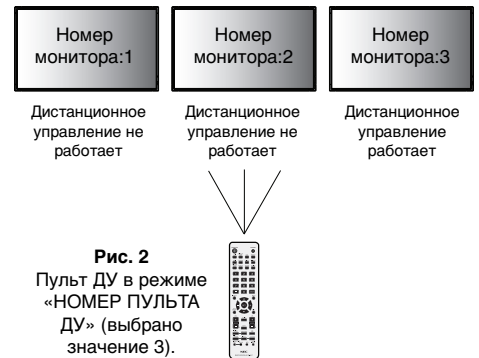 Номер
монитора:1
Номер
монитора:2
Номер
монитора:3
Дистанционное
управление не
работает
Дистанционное
управление не
работает
Дистанционное
управление
работает
Рис. 2
Пульт ДУ в режиме
«НОМЕР ПУЛЬТА
ДУ» (выбрано
значение 3).